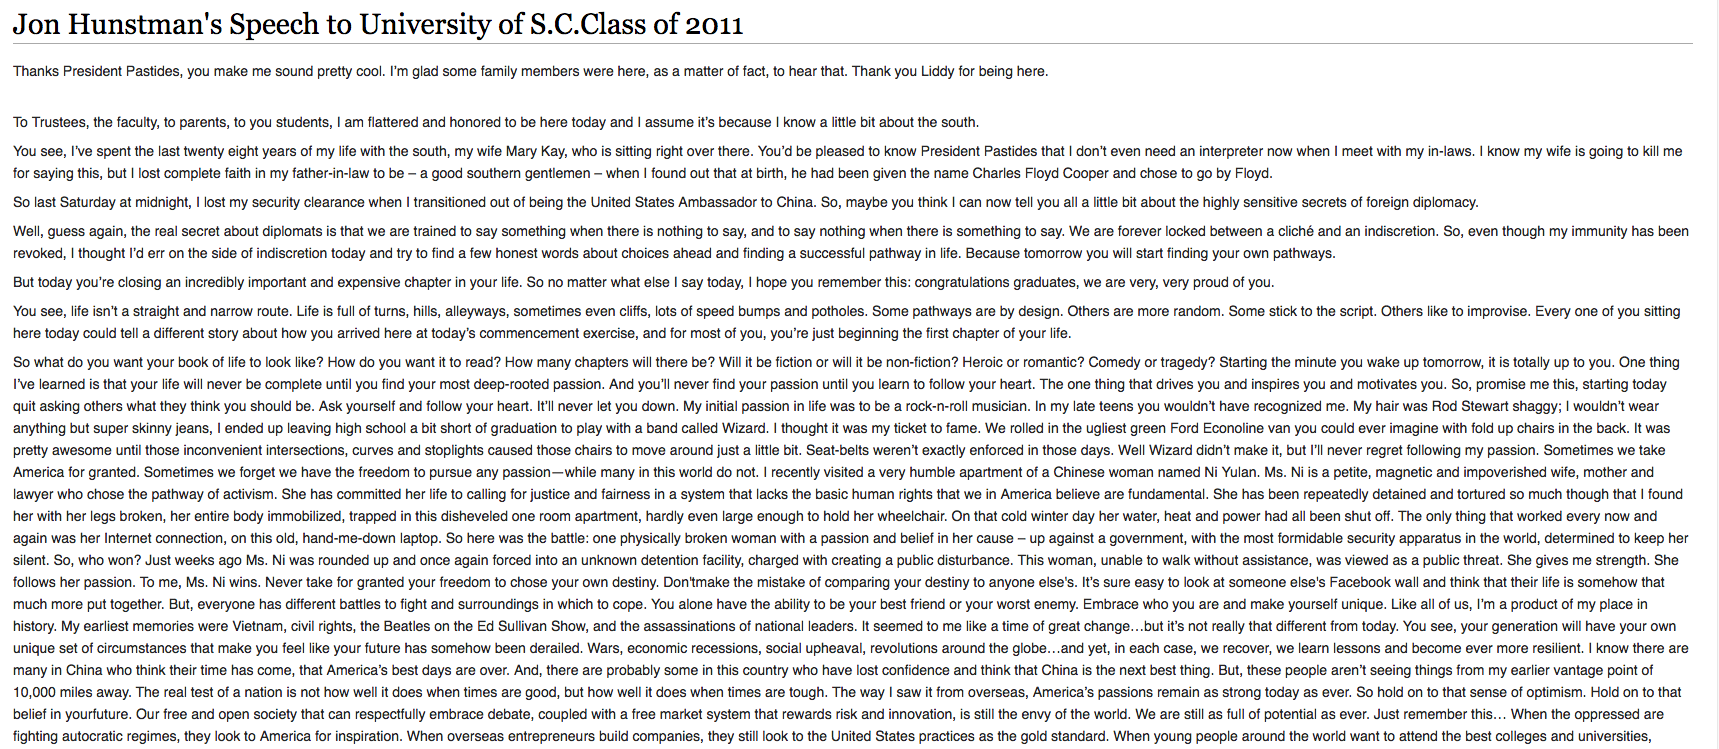 Jon Hunstman's Speech to University of S.C.Class of 2011
Thanks President Pastides, you make me sound pretty cool. I'm glad some family members were here, as a matter of fact, to hear that. Thank you Liddy for being here.
To Trustees, the faculty, to parents, to you students, I am flattered and honored to be here today and I assume it's because I know a little bit about the south.
You see, I've spent the last twenty eight years of my life with the south, my wife Mary Kay, who is sitting right over there. You'd be pleased to know President Pastides that I don't even need an interpreter now when I meet with my in-laws. I know my wife is going to kill me
for saying this, but I lost complete faith in my father-in-law to be – a good southern gentlemen – when I found out that at birth, he had been given the name Charles Floyd Cooper and chose to go by Floyd.
So last Saturday at midnight, I lost my security clearance when I transitioned out of being the United States Ambassador to China. So, maybe you think I can now tell you all a little bit about the highly sensitive secrets of foreign diplomacy.
Well, guess again, the real secret about diplomats is that we are trained to say something when there is nothing to say, and to say nothing when there is something to say. We are forever locked between a cliché and an indiscretion. So, even though my immunity has been
revoked, I thought I'd err on the side of indiscretion today and try to find a few honest words about choices ahead and finding a successful pathway in life. Because tomorrow you will start finding your own pathways.
But today you're closing an incredibly important and expensive chapter in your life. So no matter what else I say today, I hope you remember this: congratulations graduates, we are very, very proud of you.
You see, life isn't a straight and narrow route. Life is full of turns, hills, alleyways, sometimes even cliffs, lots of speed bumps and potholes. Some pathways are by design. Others are more random. Some stick to the script. Others like to improvise. Every one of you sitting
here today could tell a different story about how you arrived here at today's commencement exercise, and for most of you, you're just beginning the first chapter of your life.
So what do you want your book of life to look like? How do you want it to read? How many chapters will there be? Will it be fiction or will it be non-fiction? Heroic or romantic? Comedy or tragedy? Starting the minute you wake up tomorrow, it is totally up to you. One thing
I've learned is that your life will never be complete until you find your most deep-rooted passion. And you'll never find your passion until you learn to follow your heart. The one thing that drives you and inspires you and motivates you. So, promise me this, starting today
quit asking others what they think you should be. Ask yourself and follow your heart. It'll never let you down. My initial passion in life was to be a rock-n-roll musician. In my late teens you wouldn't have recognized me. My hair was Rod Stewart shaggy; I wouldn't wear
anything but super skinny jeans, I ended up leaving high school a bit short of graduation to play with a band called Wizard. I thought it was my ticket to fame. We rolled in the ugliest green Ford Econoline van you could ever imagine with fold up chairs in the back. It was
pretty awesome until those inconvenient intersections, curves and stoplights caused those chairs to move around just a little bit. Seat-belts weren't exactly enforced in those days. Well Wizard didn't make it, but I'll never regret following my passion. Sometimes we take
America for granted. Sometimes we forget we have the freedom to pursue any passion—while many in this world do not. I recently visited a very humble apartment of a Chinese woman named Ni Yulan. Ms. Ni is a petite, magnetic and impoverished wife, mother and
lawyer who chose the pathway of activism. She has committed her life to calling for justice and fairness in a system that lacks the basic human rights that we in America believe are fundamental. She has been repeatedly detained and tortured so much though that I found
her with her legs broken, her entire body immobilized, trapped in this disheveled one room apartment, hardly even large enough to hold her wheelchair. On that cold winter day her water, heat and power had all been shut off. The only thing that worked every now and
again was her Internet connection, on this old, hand-me-down laptop. So here was the battle: one physically broken woman with a passion and belief in her cause – up against a government, with the most formidable security apparatus in the world, determined to keep her
silent. So, who won? Just weeks ago Ms. Ni was rounded up and once again forced into an unknown detention facility, charged with creating a public disturbance. This woman, unable to walk without assistance, was viewed as a public threat. She gives me strength. She
follows her passion. To me, Ms. Ni wins. Never take for granted your freedom to chose your own destiny. Don'tmake the mistake of comparing your destiny to anyone else's. It's sure easy to look at someone else's Facebook wall and think that their life is somehow that
much more put together. But, everyone has different battles to fight and surroundings in which to cope. You alone have the ability to be your best friend or your worst enemy. Embrace who you are and make yourself unique. Like all of us, I'm a product of my place in
history. My earliest memories were Vietnam, civil rights, the Beatles on the Ed Sullivan Show, and the assassinations of national leaders. It seemed to me like a time of great change…but it's not really that different from today. You see, your generation will have your own
unique set of circumstances that make you feel like your future has somehow been derailed. Wars, economic recessions, social upheaval, revolutions around the globe…and yet, in each case, we recover, we learn lessons and become ever more resilient. I know there are
many in China who think their time has come, that America's best days are over. And, there are probably some in this country who have lost confidence and think that China is the next best thing. But, these people aren't seeing things from my earlier vantage point of
10,000 miles away. The real test of a nation is not how well it does when times are good, but how well it does when times are tough. The way I saw it from overseas, America's passions remain as strong today as ever. So hold on to that sense of optimism. Hold on to that
belief in yourfuture. Our free and open society that can respectfully embrace debate, coupled with a free market system that rewards risk and innovation, is still the envy of the world. We are still as full of potential as ever. Just remember this… When the oppressed are
fighting autocratic regimes, they look to America for inspiration. When overseas entrepreneurs build companies, they still look to the United States practices as the gold standard. When young people around the world want to attend the best colleges and universities,